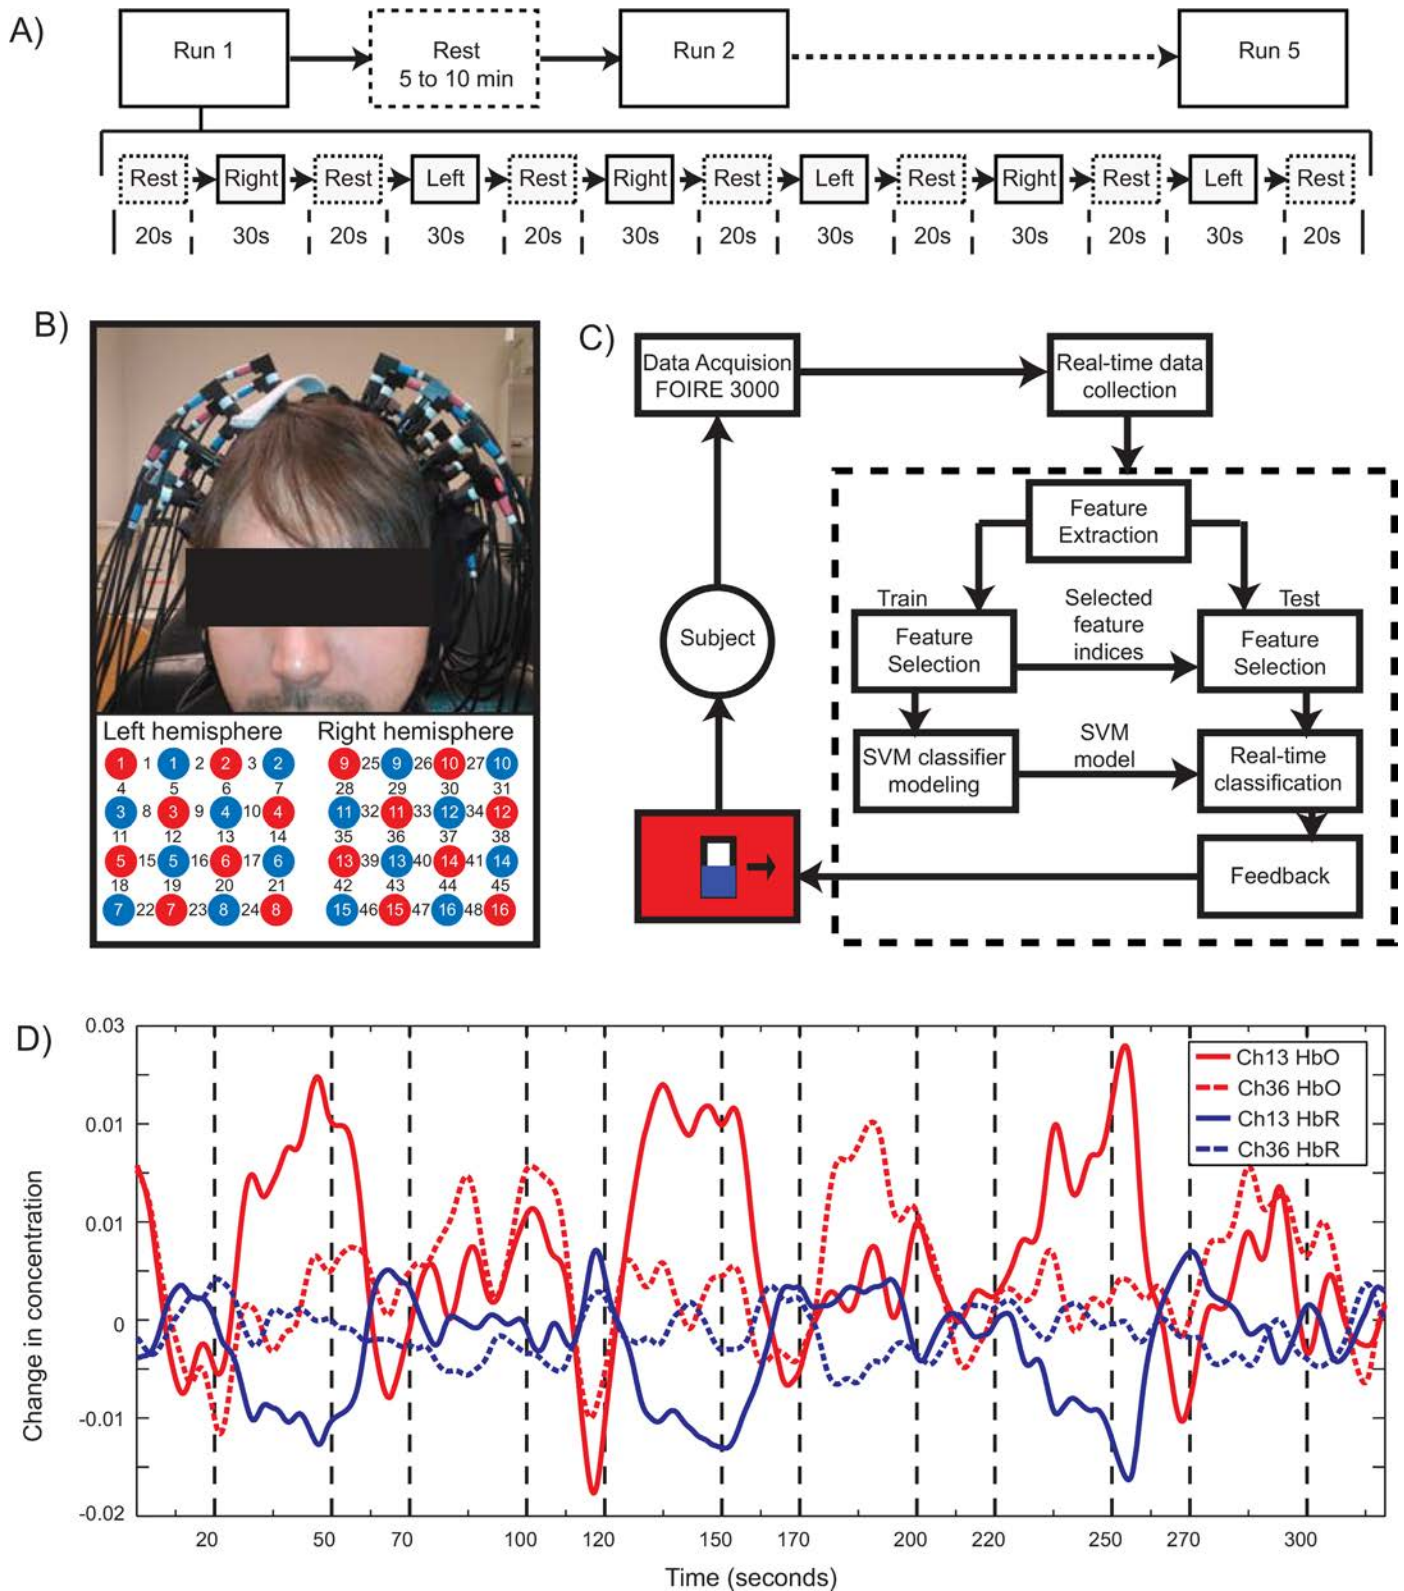 A)
Run 1
Rest
5 to 10 min
Run 2
Run 5
Rest Right Rest Left Rest Right Rest Left Rest Right Rest Left Rest
20s 30s 20s 30s 20s 30s 20s 30s 20s 30s 20s 30s 20s
B)
Left hemisphere Right hemisphere
1 1 1 2 2 3 2 9 25 9 26 10 27 10
4 5 6 7 28 29 30 31
3 8 3 9 4 10 4 11 32 11 33 12 34 12
11 12 13 14 35 36 37 38
5 15 5 16 6 17 6 13 39 13 40 14 41 14
18 19 20 21 42 43 44 45
7 22 7 23 8 24 8 15 46 15 47 16 48 16
C)
Data Acquision
FOIRE 3000
Real-time data
collection
Feature
Extraction
Train
Selected
feature
indices
Test
Feature
Selection
Feature
Selection
Subject
SVM classifier
modeling
SVM
model
Real-time
classification
Feedback
D)
0.03
0.01
0.01
0
-0.01
-0.02
Change in concentration
Ch13 HbO
Ch36 HbO
Ch13 HbR
Ch36 HbR
20 50 70 100 120 150 170 200 220 250 270 300
Time (seconds)